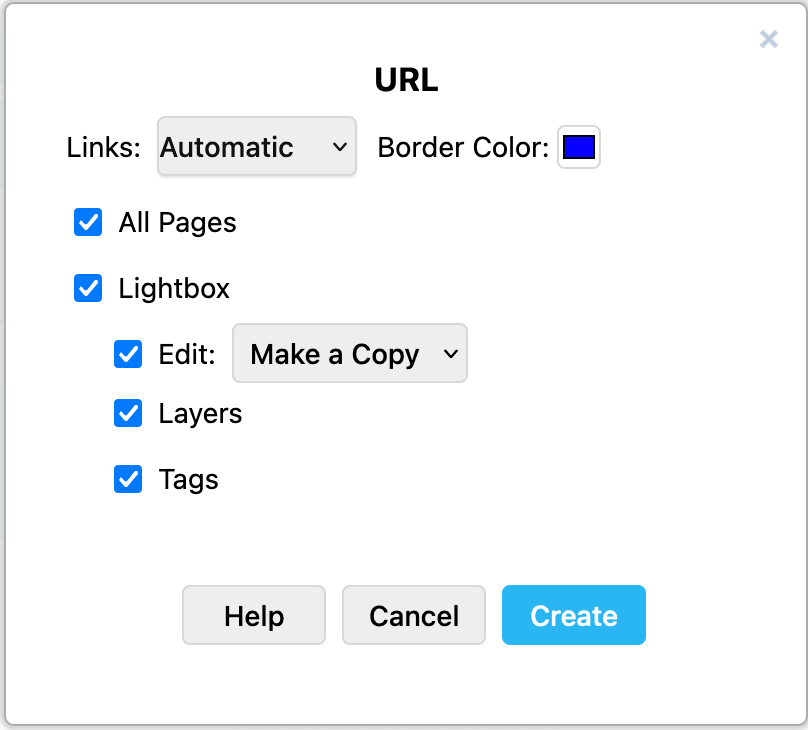 ×
URL
Links: Automatic Border Color:
All Pages
Lightbox
Edit: Make a Copy
Layers
Tags
Help Cancel Create